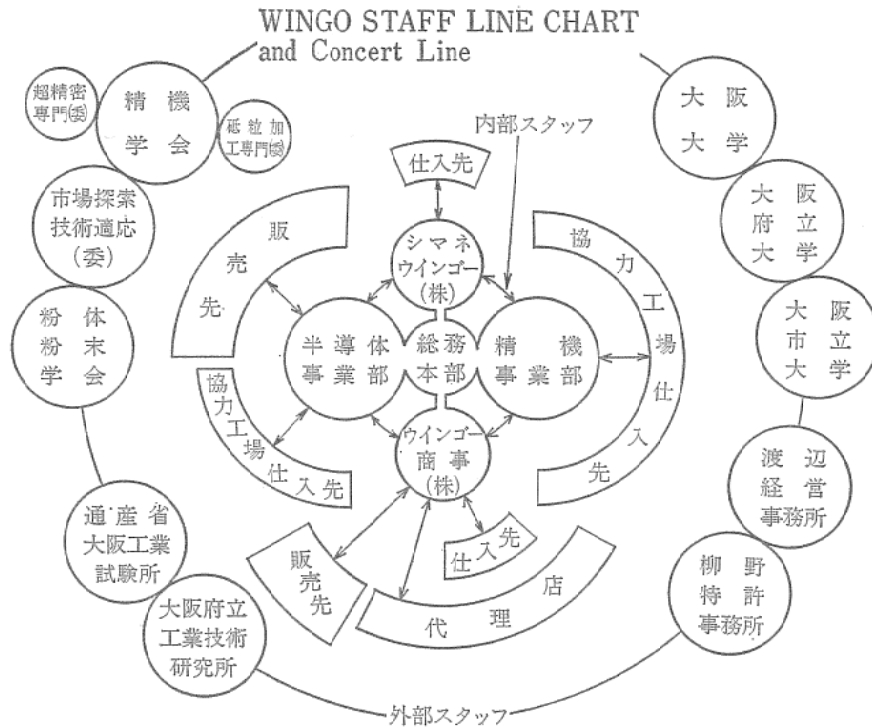 WINGO STAFF LINE CHART
and Concert Line
超精密
専門(委)
精機
学会
砥粒加
工専門(委)
市場探索
技術適応
(委)
粉体
粉末
学会
通産省
大阪工業
試験所
大阪府立
工業技術
研究所
外部スタッフ
大阪
大学
大阪
府立
大学
大阪
市立
大学
渡辺
経営
事務所
柳野
特許
事務所
内部スタッフ
仕入先
シマネ
ウインゴー
(株)
販売先
協力工場仕入先
半導体
事業部
総務
本部
精機
事業部
協力工場仕入先
ウインゴー
商事
(株)
仕入先
販売先
代理店